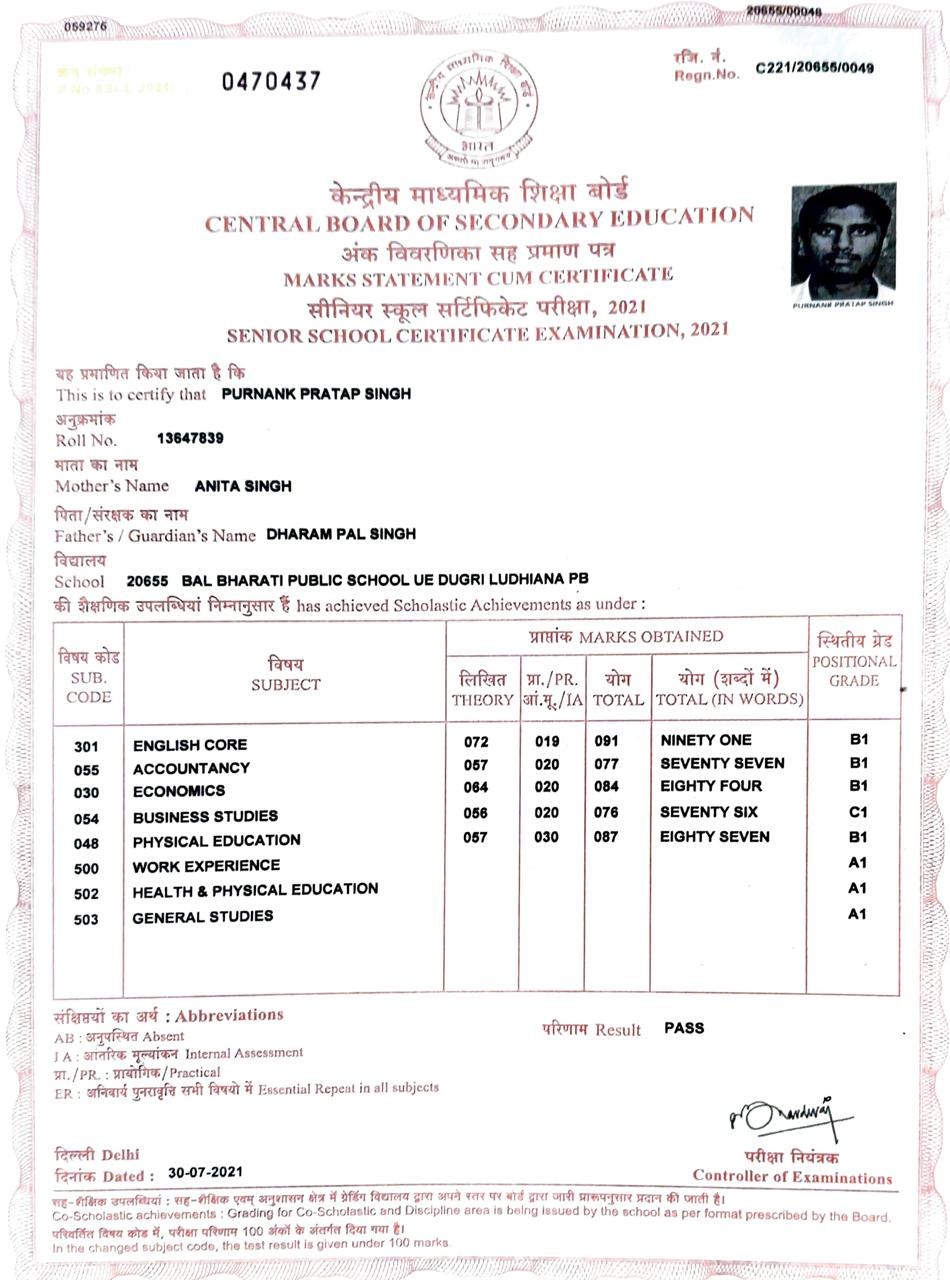 059276
20655/00048
0470437
रजि. नं.
Regn.No. C221/20655/0049
केन्द्रीय माध्यमिक शिक्षा बोर्ड
भारत
केन्द्रीय माध्यमिक शिक्षा बोर्ड
CENTRAL BOARD OF SECONDARY EDUCATION
अंक विवरणिका सह प्रमाण पत्र
MARKS STATEMENT CUM CERTIFICATE
सीनियर स्कूल सर्टिफिकेट परीक्षा, 2021
SENIOR SCHOOL CERTIFICATE EXAMINATION, 2021
PURNANK PRATAP SINGH
यह प्रमाणित किया जाता है कि
This is to certify that PURNANK PRATAP SINGH
अनुक्रमांक
Roll No. 13647839
माता का नाम
Mother's Name ANITA SINGH
पिता/संरक्षक का नाम
Father's / Guardian's Name DHARAM PAL SINGH
विद्यालय
School 20655 BAL BHARATI PUBLIC SCHOOL UE DUGRI LUDHIANA PB
की शैक्षणिक उपलब्धियां निम्नानुसार हैं has achieved Scholastic Achievements as under :
विषय कोड SUB. CODE
विषय SUBJECT
प्राप्तांक MARKS OBTAINED
लिखित THEORY
प्रा./PR. आं.मू./IA
योग TOTAL
योग (शब्दों में) TOTAL (IN WORDS)
स्थितीय ग्रेड POSITIONAL GRADE
301 ENGLISH CORE 072 019 091 NINETY ONE B1
055 ACCOUNTANCY 057 020 077 SEVENTY SEVEN B1
030 ECONOMICS 064 020 084 EIGHTY FOUR B1
054 BUSINESS STUDIES 056 020 076 SEVENTY SIX C1
048 PHYSICAL EDUCATION 057 030 087 EIGHTY SEVEN B1
500 WORK EXPERIENCE A1
502 HEALTH & PHYSICAL EDUCATION A1
503 GENERAL STUDIES A1
संक्षिप्तियों का अर्थ : Abbreviations
AB : अनुपस्थित Absent
I A : आंतरिक मूल्यांकन Internal Assessment
प्रा./PR. : प्रायोगिक/Practical
ER : अनिवार्य पुनरावृत्ति सभी विषयो में Essential Repeat in all subjects
परिणाम Result PASS
दिल्ली Delhi
दिनांक Dated : 30-07-2021
परीक्षा नियंत्रक
Controller of Examinations
सह-शैक्षिक उपलब्धियां : सह-शैक्षिक एवम् अनुशासन क्षेत्र में ग्रेडिंग विद्यालय द्वारा अपने स्तर पर बोर्ड द्वारा जारी प्रारूपनुसार प्रदान की जाती है।
Co-Scholastic achievements : Grading for Co-Scholastic and Discipline area is being issued by the school as per format prescribed by the Board.
परिवर्तित विषय कोड में, परीक्षा परिणाम 100 अंकों के अंतर्गत दिया गया है।
In the changed subject code, the test result is given under 100 marks.